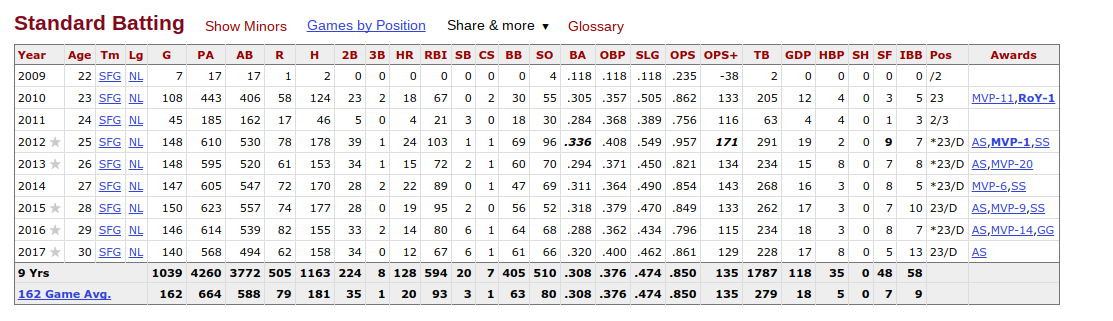 Standard Batting Show Minors Games by Position Share & more ▼ Glossary
Year Age Tm Lg G PA AB R H 2B 3B HR RBI SB CS BB SO BA OBP SLG OPS OPS+ TB GDP HBP SH SF IBB Pos Awards
2009 22 SFG NL 7 17 17 1 2 0 0 0 0 0 0 0 4 .118 .118 .118 .235 -38 2 0 0 0 0 0 /2
2010 23 SFG NL 108 443 406 58 124 23 2 18 67 0 2 30 55 .305 .357 .505 .862 133 205 12 4 0 3 5 23 MVP-11,RoY-1
2011 24 SFG NL 45 185 162 17 46 5 0 4 21 3 0 18 30 .284 .368 .389 .756 116 63 4 4 0 1 3 2/3
2012 ★ 25 SFG NL 148 610 530 78 178 39 1 24 103 1 1 69 96 .336 .408 .549 .957 171 291 19 2 0 9 7 *23/D AS,MVP-1,SS
2013 ★ 26 SFG NL 148 595 520 61 153 34 1 15 72 2 1 60 70 .294 .371 .450 .821 134 234 15 8 0 7 8 *23/D AS,MVP-20
2014 27 SFG NL 147 605 547 72 170 28 2 22 89 0 1 47 69 .311 .364 .490 .854 143 268 16 3 0 8 5 *23/D MVP-6,SS
2015 ★ 28 SFG NL 150 623 557 74 177 28 0 19 95 2 0 56 52 .318 .379 .470 .849 133 262 17 3 0 7 10 23/D AS,MVP-9,SS
2016 ★ 29 SFG NL 146 614 539 82 155 33 2 14 80 6 1 64 68 .288 .362 .434 .796 115 234 18 3 0 8 7 *23/D AS,MVP-14,GG
2017 ★ 30 SFG NL 140 568 494 62 158 34 0 12 67 6 1 61 66 .320 .400 .462 .861 129 228 17 8 0 5 13 23/D AS
9 Yrs 1039 4260 3772 505 1163 224 8 128 594 20 7 405 510 .308 .376 .474 .850 135 1787 118 35 0 48 58
162 Game Avg. 162 664 588 79 181 35 1 20 93 3 1 63 80 .308 .376 .474 .850 135 279 18 5 0 7 9